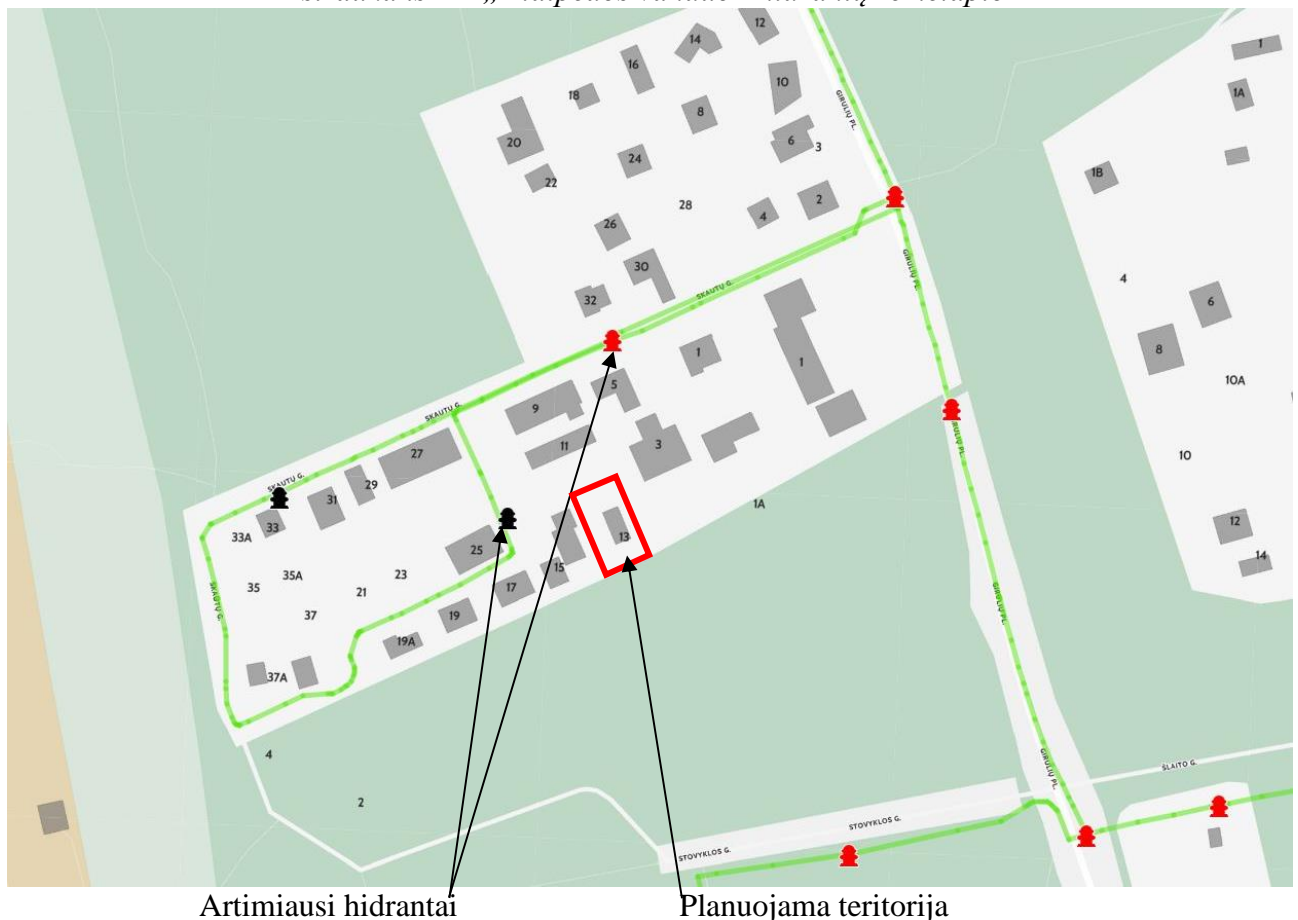 14
12
16
18
10
8
20
6
3
24
22
28
4
2
26
30
32
GIRULIŲ PL.
SKAUTŲ G.
GIRULIŲ PL.
1
1A
1B
4
6
8
10A
10
12
14
1
1
5
9
SKAUTŲ G.
11
3
27
SKAUTŲ G.
29
31
33
33A
1A
13
25
15
23
35A
35
21
17
37
SKAUTŲ G.
19
19A
37A
GIRULIŲ PL.
GIRULIŲ PL.
4
2
GIRULIŲ PL.
ŠLAITO G.
STOVYKLOS G.
STOVYKLOS G.
Artimiausi hidrantai
Planuojama teritorija